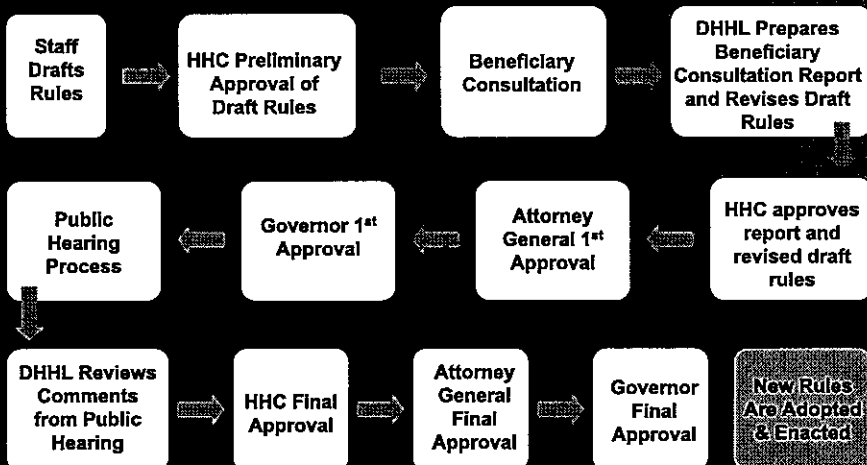 Staff
Drafts
Rules
HHC Preliminary
Approval of
Draft Rules
Beneficiary
Consultation
DHHL Prepares
Beneficiary
Consultation Report
and Revises Draft
Rules
HHC approves
report and
revised draft
rules
Attorney
General 1st
Approval
Governor 1st
Approval
Public
Hearing
Process
DHHL Reviews
Comments
from Public
Hearing
HHC Final
Approval
Attorney
General
Final
Approval
Governor
Final
Approval
New Rules
Are Adopted
& Enacted